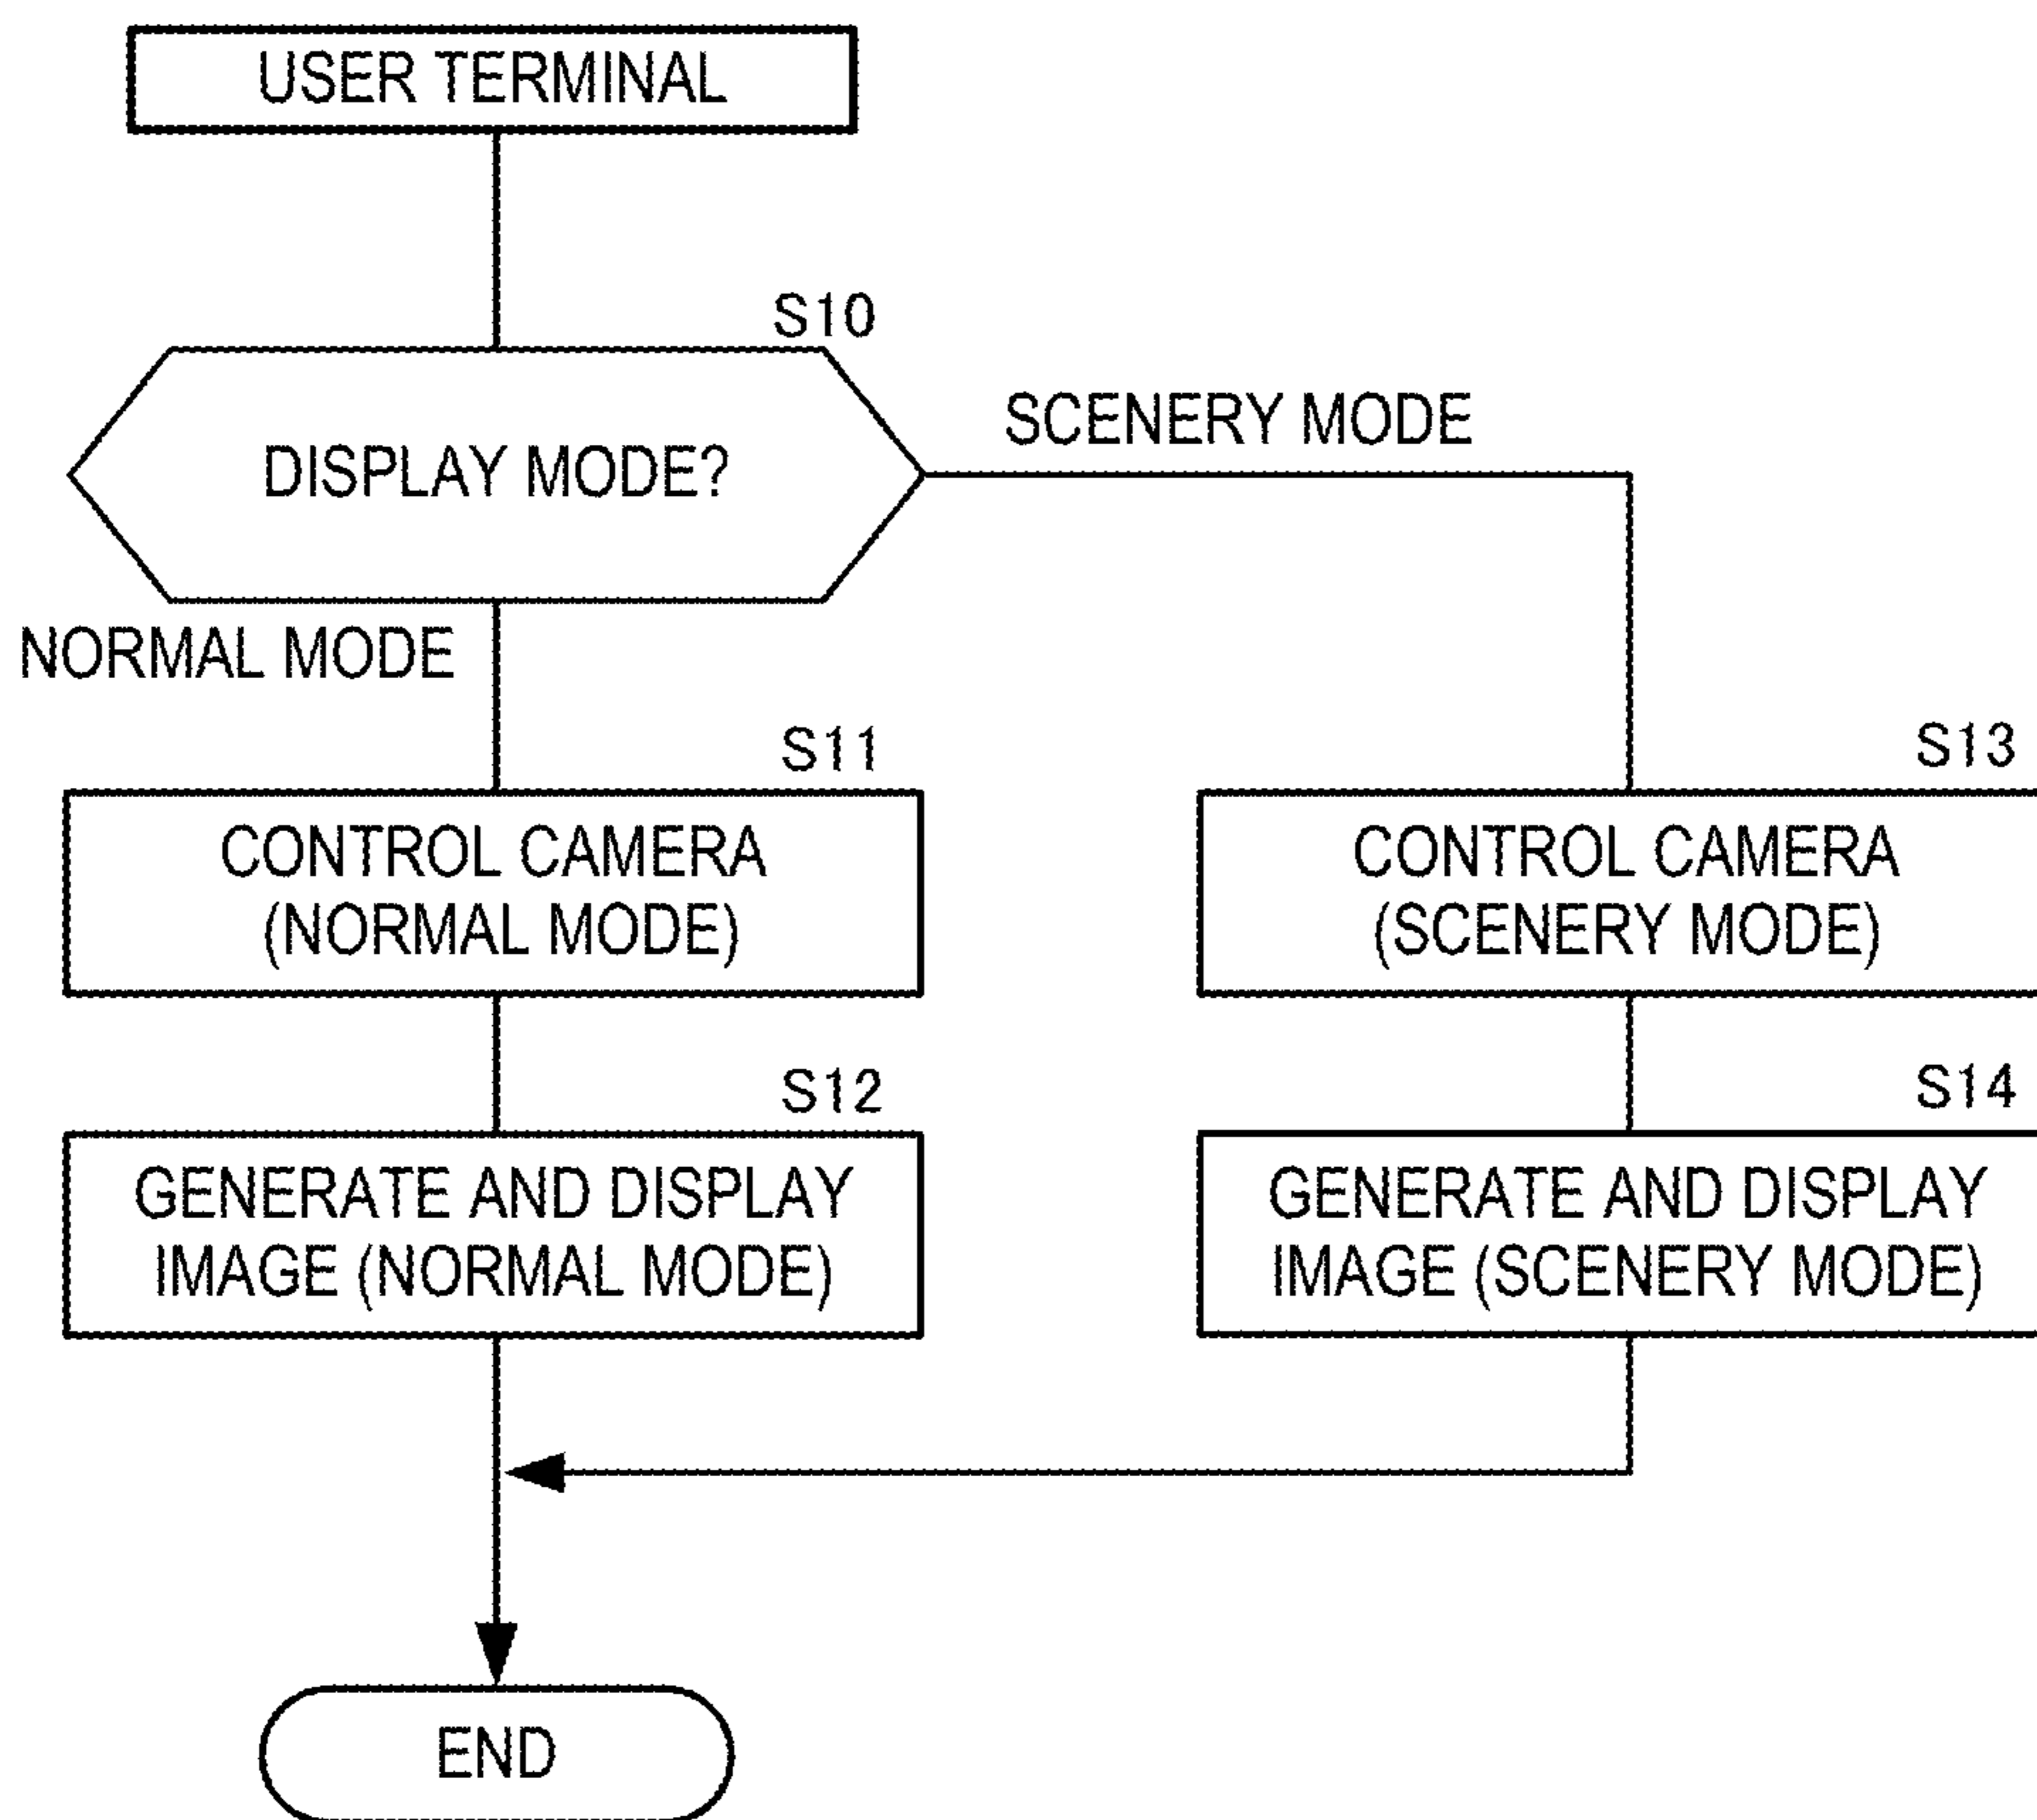 USER TERMINAL
S10
DISPLAY MODE?
SCENERY MODE
NORMAL MODE
S11
CONTROL CAMERA
(NORMAL MODE)
S12
GENERATE AND DISPLAY
IMAGE (NORMAL MODE)
S13
CONTROL CAMERA
(SCENERY MODE)
S14
GENERATE AND DISPLAY
IMAGE (SCENERY MODE)
END